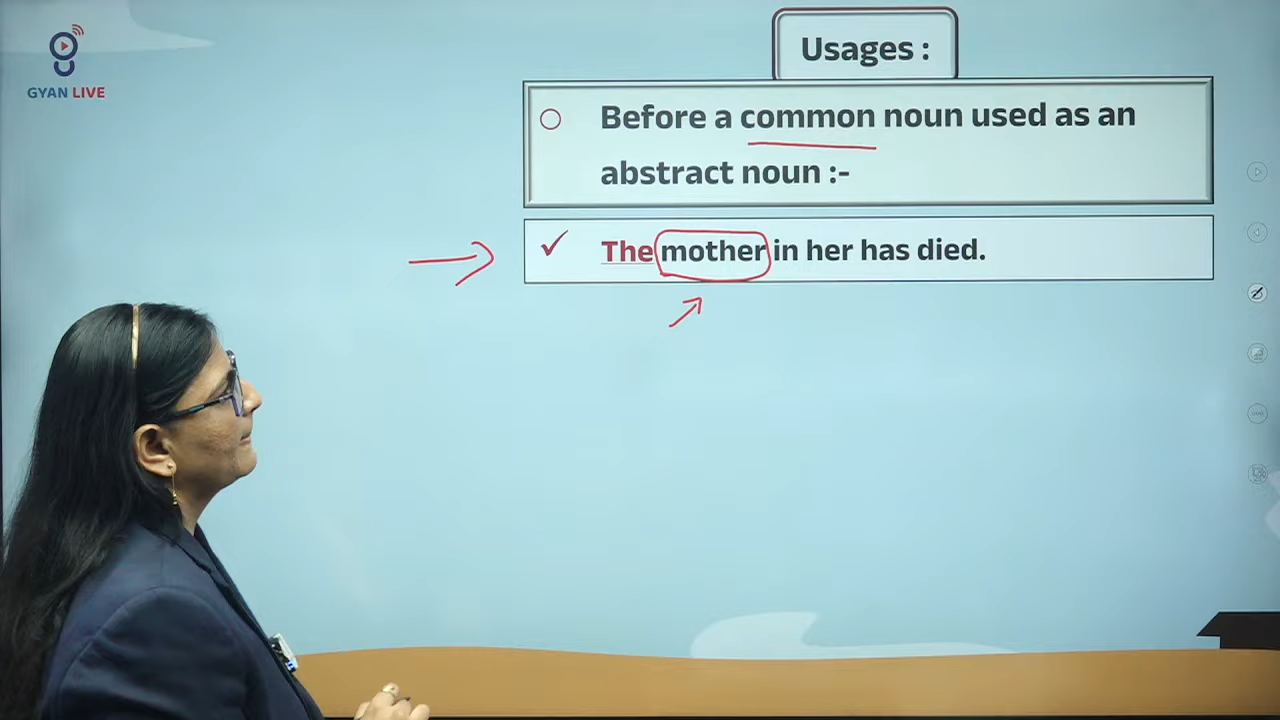 GYAN LIVE
Usages :
Before a common noun used as an
abstract noun :-
The mother in her has died.